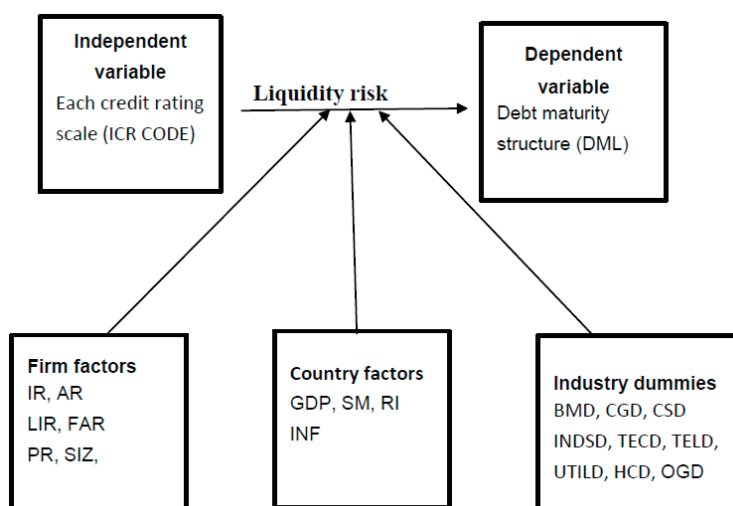 Independent
variable
Each credit rating
scale (ICR CODE)
Liquidity risk
Dependent
variable
Debt maturity
structure (DML)
Firm factors
IR, AR
LIR, FAR
PR, SIZ,
Country factors
GDP, SM, RI
INF
Industry dummies
BMD, CGD, CSD
INDSD, TECD, TELD,
UTILD, HCD, OGD